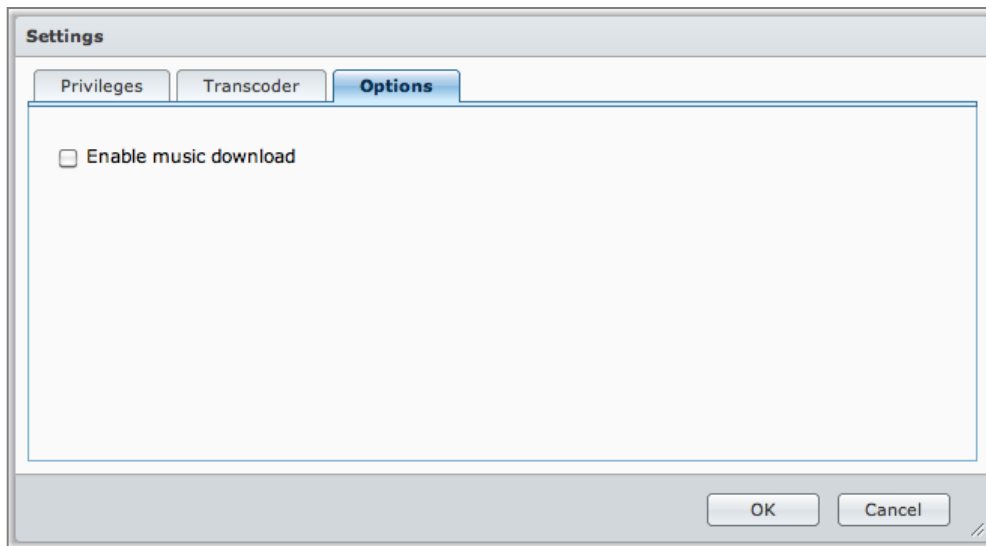 Settings
Privileges Transcoder Options
Enable music download
OK Cancel